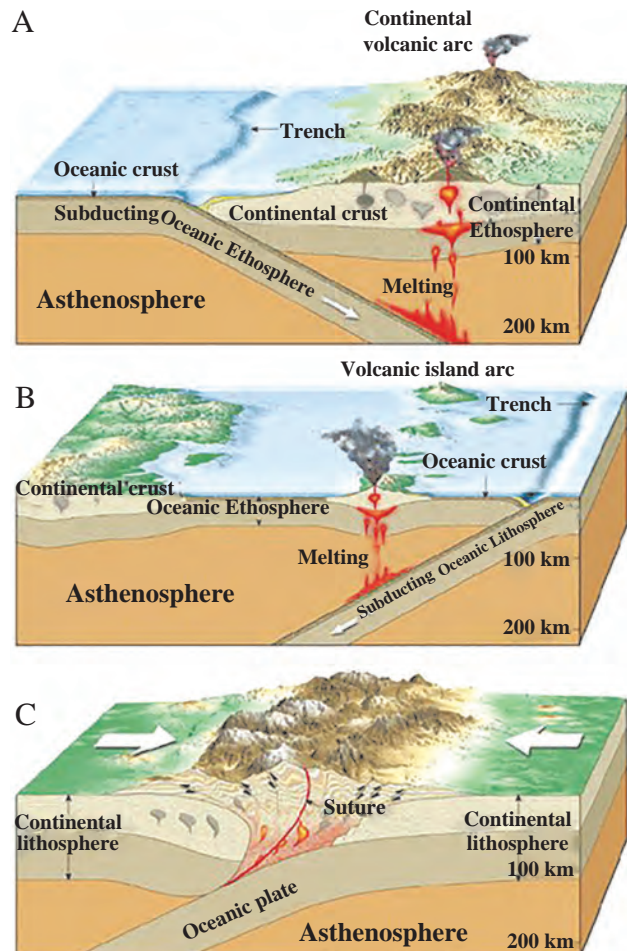 A
Continental
volcanic arc
Trench
Oceanic crust
Subducting
Oceanic Ethosphere
Continental crust
Continental
Ethosphere
100 km
Melting
Asthenosphere
200 km
B
Volcanic island arc
Trench
Oceanic crust
Continental crust
Oceanic Ethosphere
Subducting Oceanic Lithosphere
Melting
100 km
Asthenosphere
200 km
C
Suture
Continental
lithosphere
Continental
lithosphere
100 km
Oceanic plate
Asthenosphere
200 km